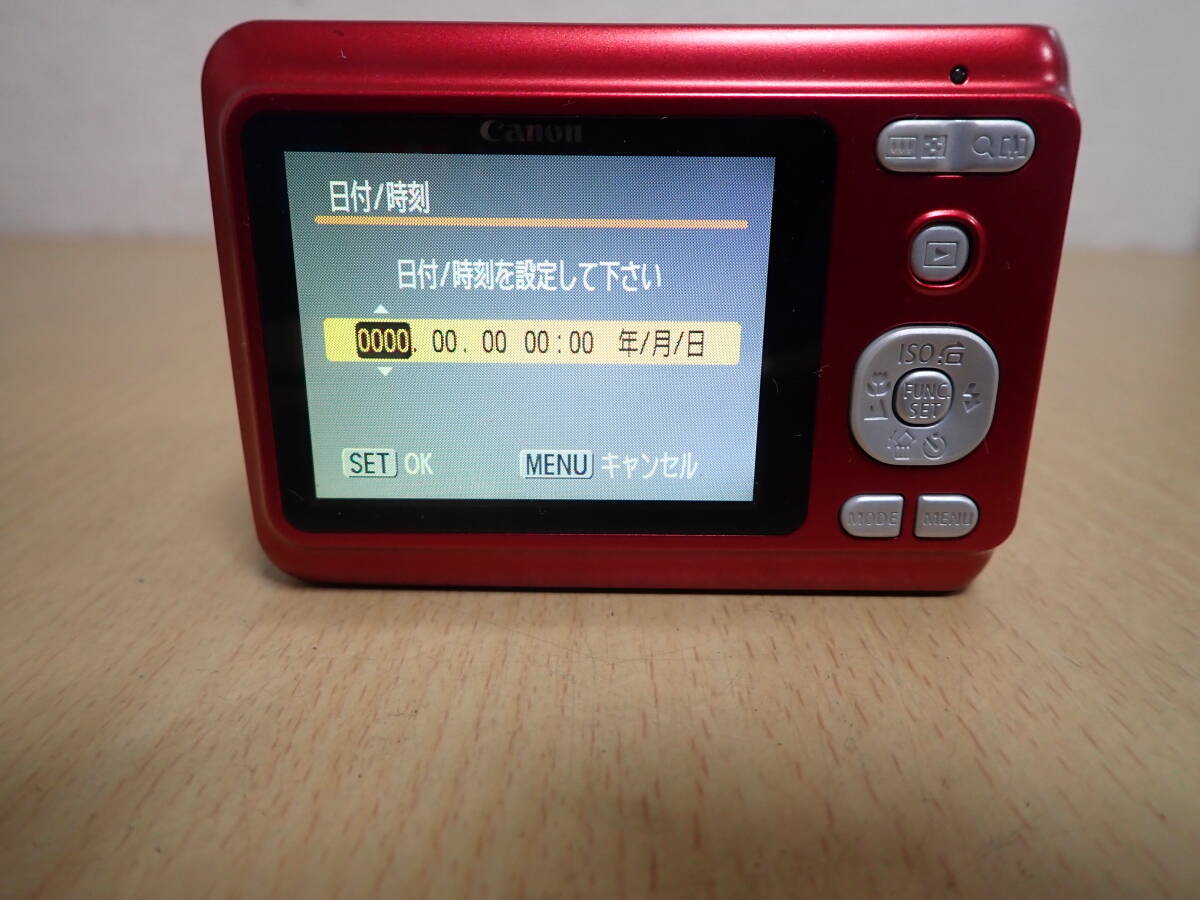 Canon
日付/時刻
日付/時刻を設定して下さい
0000. 00. 00 00:00 年/月/日
SET OK MENU キャンセル
ISO
FUNC.
SET
MODE MENU